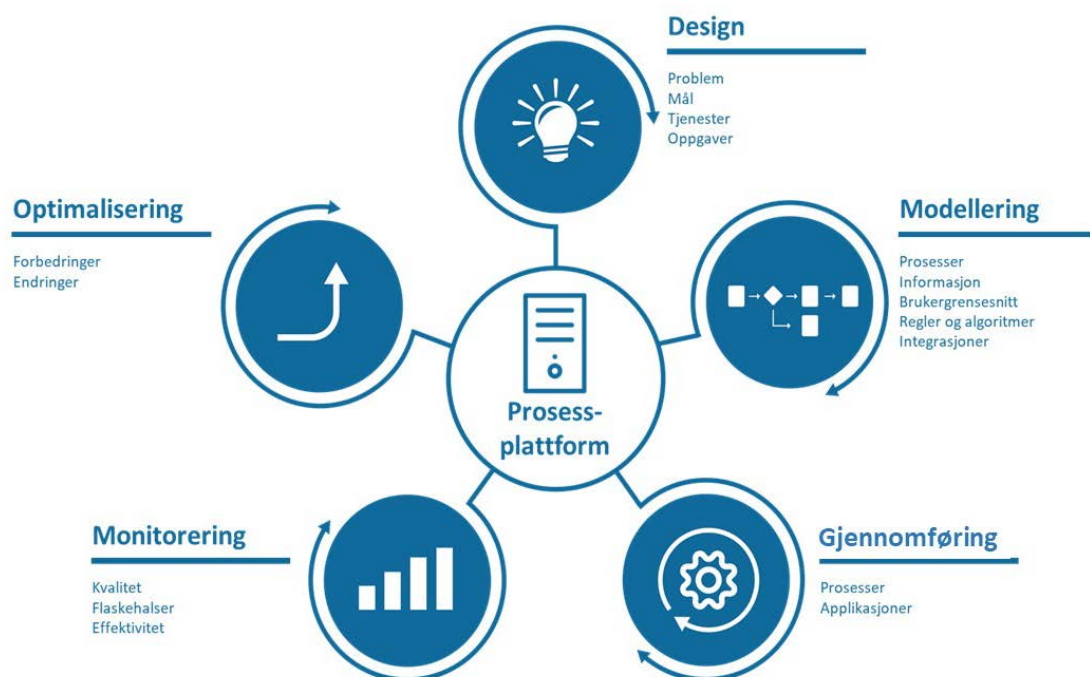 Design
Problem
Mål
Tjenester
Oppgaver
Optimalisering
Forbedringer
Endringer
Modellering
Prosesser
Informasjon
Brukergrensesnitt
Regler og algoritmer
Integrasjoner
Prosess-
plattform
Monitorering
Kvalitet
Flaskehalser
Effektivitet
Gjennomføring
Prosesser
Applikasjoner